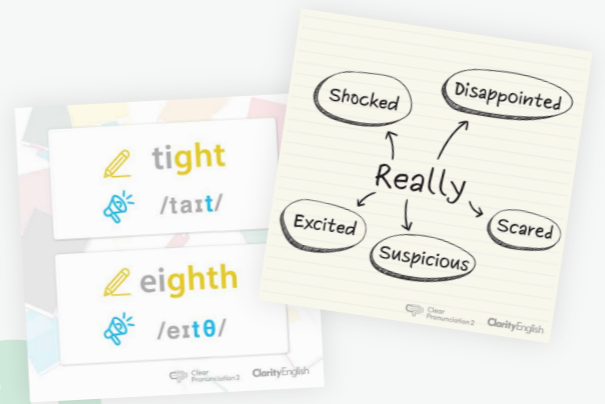 tight
/taɪt/
eighth
/eɪtθ/
Clear
Pronunciation 2
ClarityEnglish
Shocked
Disappointed
Really
Excited
Suspicious
Scared
Clear
Pronunciation 2
ClarityEnglish